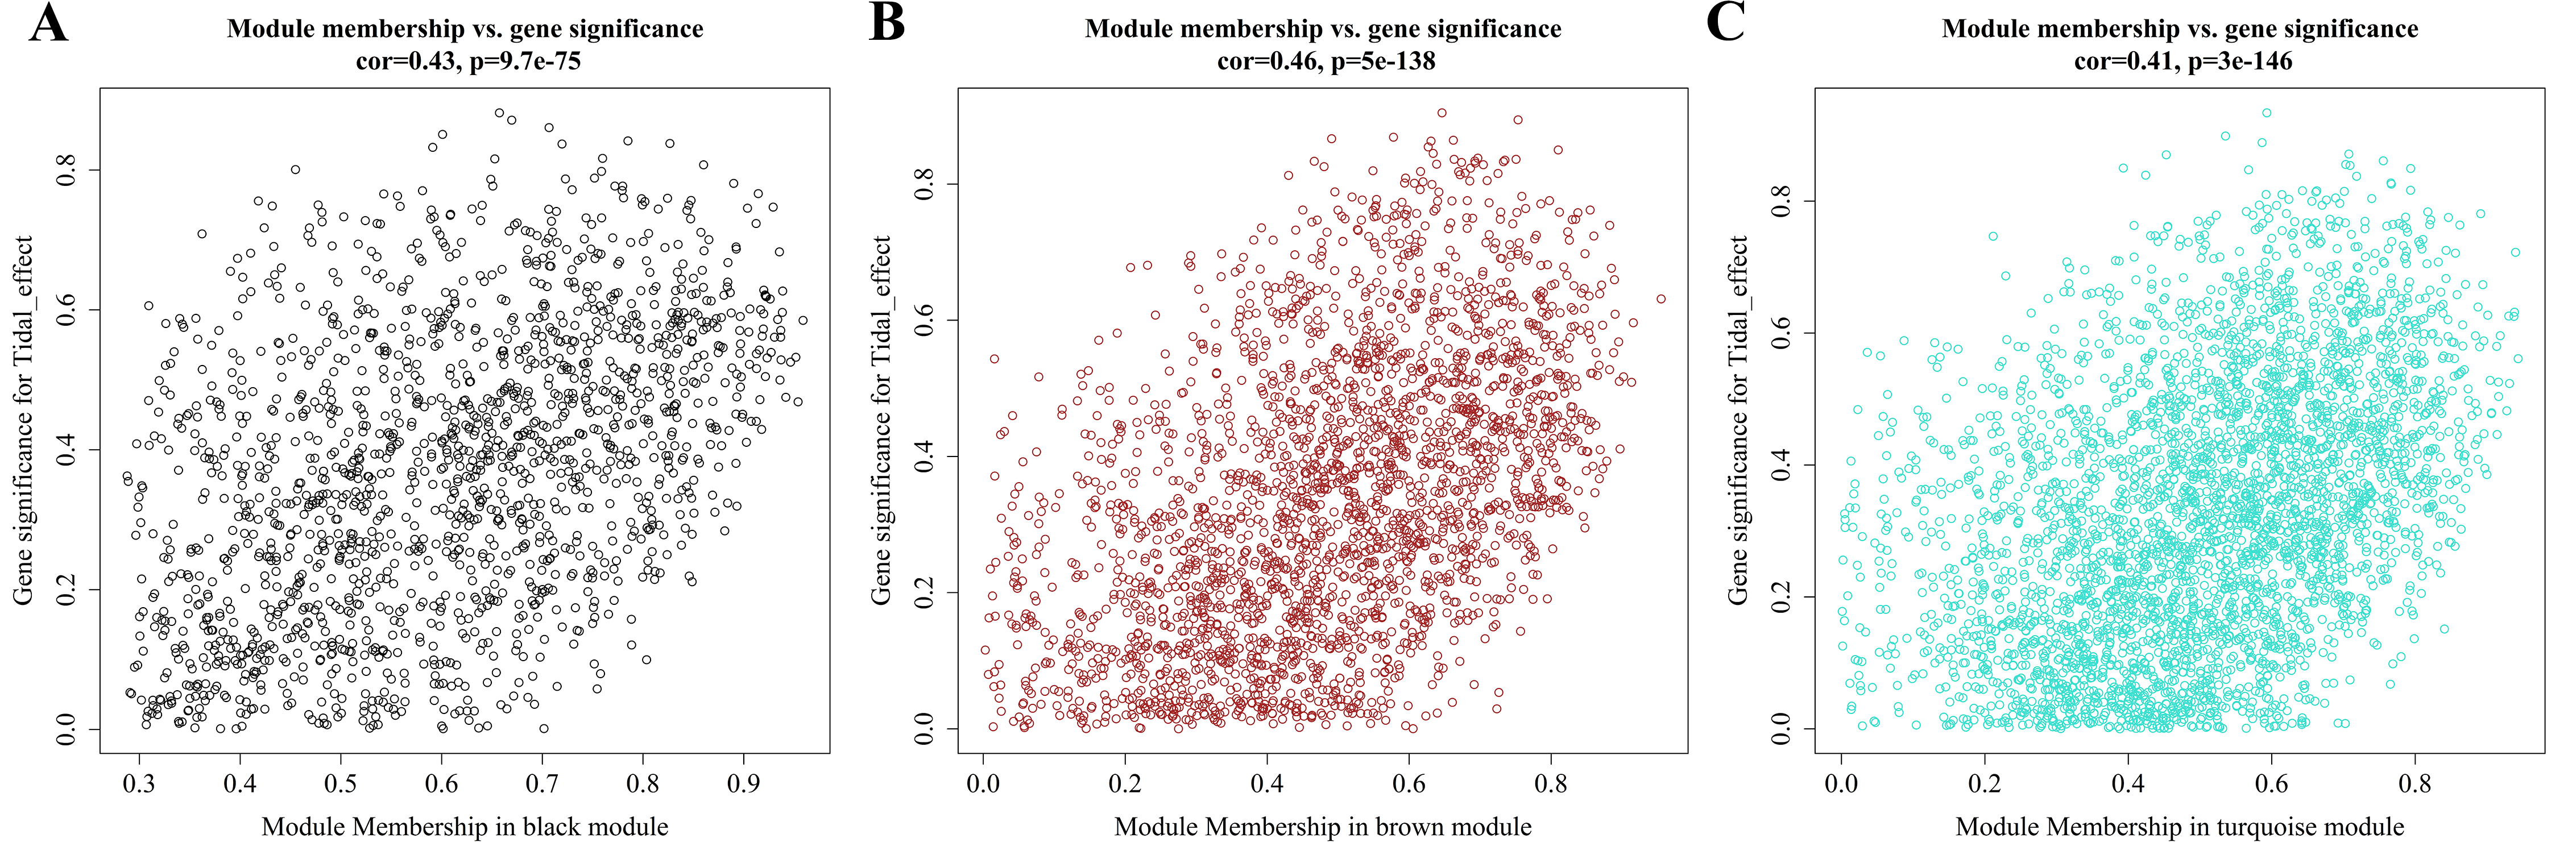 A
Module membership vs. gene significance
cor=0.43, p=9.7e-75
Gene significance for Tidal_effect
0.8
0.6
0.4
0.2
0.0
0.3 0.4 0.5 0.6 0.7 0.8 0.9
Module Membership in black module
B
Module membership vs. gene significance
cor=0.46, p=5e-138
Gene significance for Tidal_effect
0.8
0.6
0.4
0.2
0.0
0.0 0.2 0.4 0.6 0.8
Module Membership in brown module
C
Module membership vs. gene significance
cor=0.41, p=3e-146
Gene significance for Tidal_effect
0.8
0.6
0.4
0.2
0.0
0.0 0.2 0.4 0.6 0.8
Module Membership in turquoise module